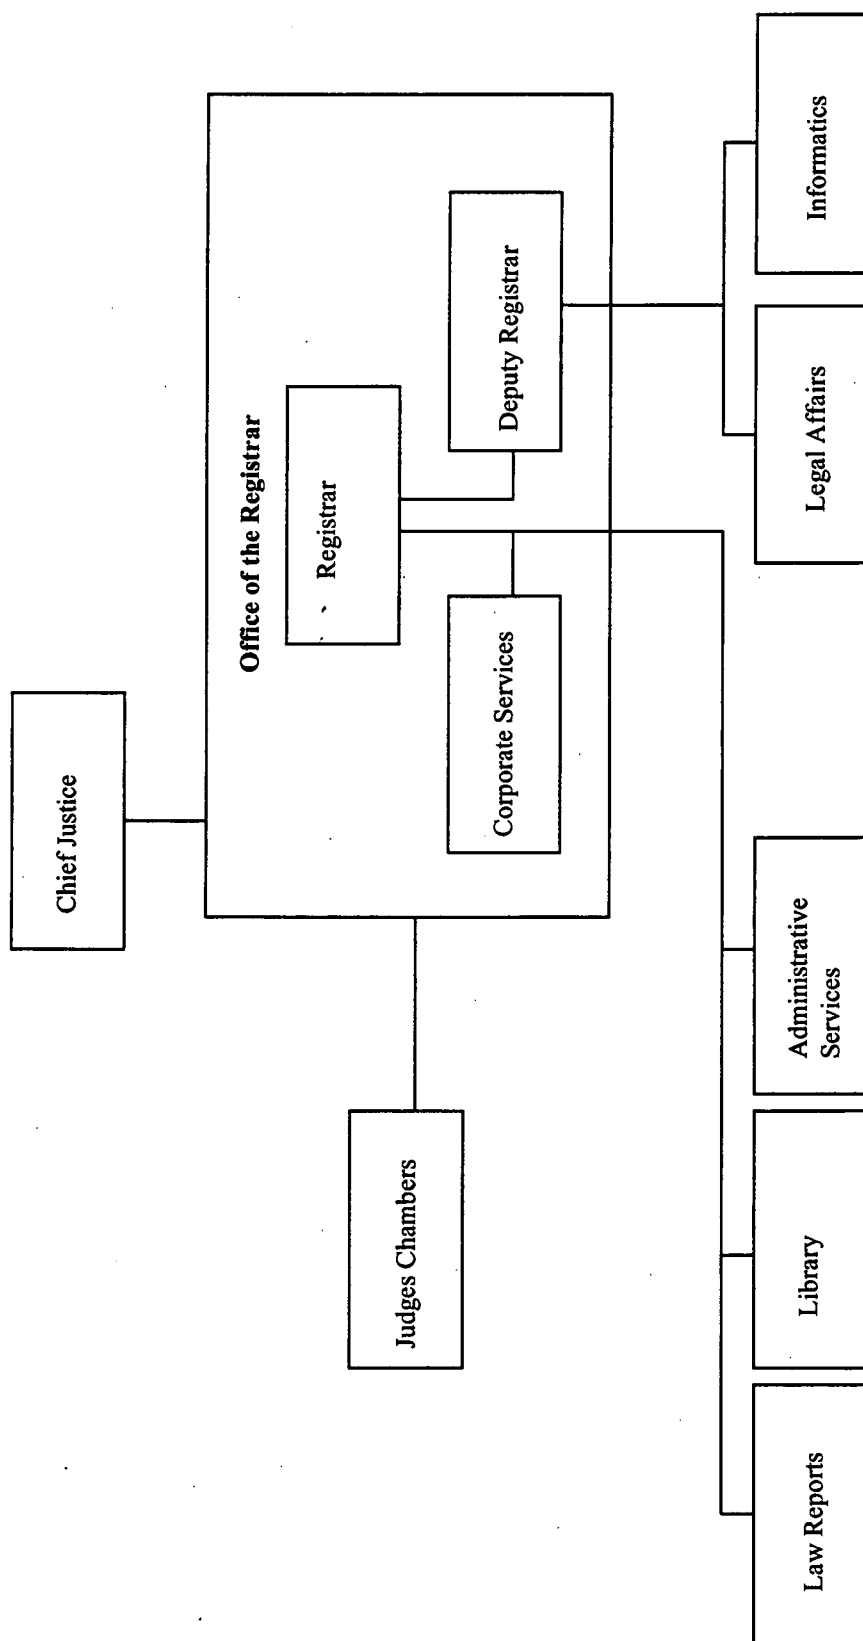 Chief Justice
Office of the Registrar
Registrar
Judges Chambers
Corporate Services
Deputy Registrar
Law Reports
Library
Administrative
Services
Legal Affairs
Informatics